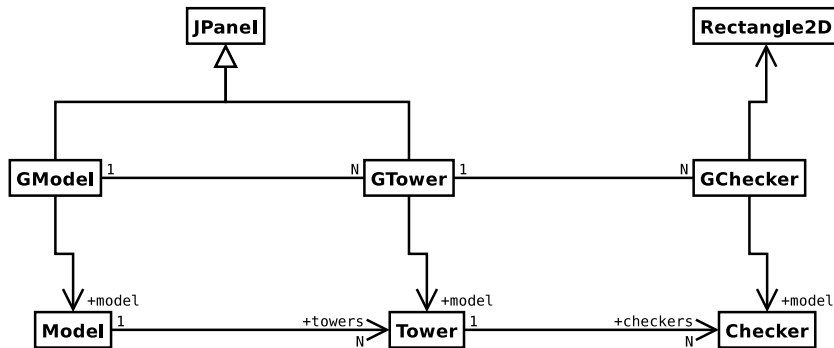 JPanel
Rectangle2D
GModel
1
N
GTower
1
N
GChecker
+model
+model
+model
Model
1
+towers
N
Tower
1
+checkers
N
Checker